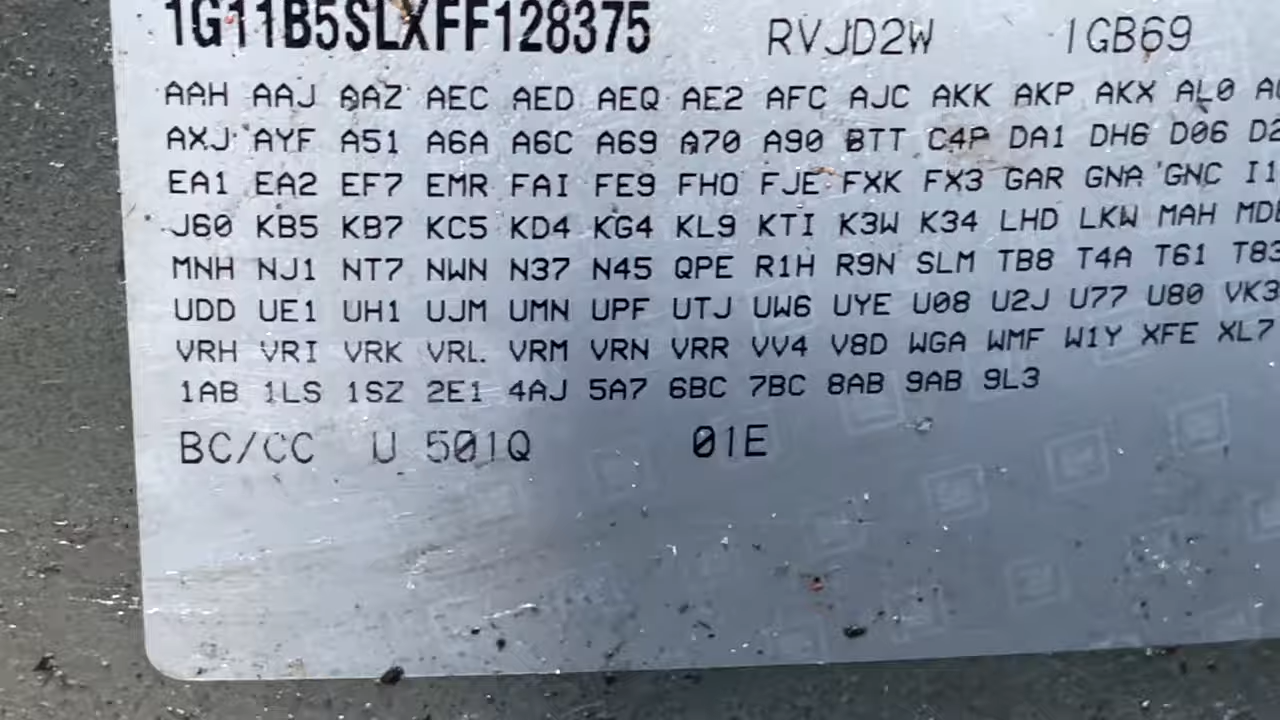 1G11B5SLXFF128375 RVJD2W 1GB69
AAH AAJ AAZ AEC AED AEQ AE2 AFC AJC AKK AKP AKX AL0
AXJ AYF A51 A6A A6C A69 A70 A90 BTT C4P DA1 DH6 D06
EA1 EA2 EF7 EMR FAI FE9 FHO FJE FXK FX3 GAR GNA GNC
J60 KB5 KB7 KC5 KD4 KG4 KL9 KTI K3W K34 LHD LKW MAH
MNH NJ1 NT7 NWN N37 N45 QPE R1H R9N SLM TB8 T4A T61 T83
UDD UE1 UH1 UJM UMN UPF UTJ UW6 UYE U08 U2J U77 U80 VK3
VRH VRI VRK VRL VRM VRN VRR VV4 V8D WGA WMF W1Y XFE XL7
1AB 1LS 1SZ 2E1 4AJ 5A7 6BC 7BC 8AB 9AB 9L3
BC/CC U 501Q 01E